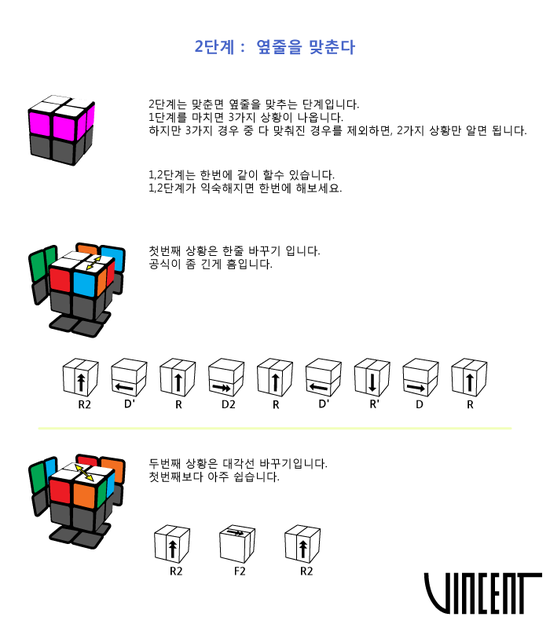 2단계 : 옆줄을 맞춘다
2단계는 맞춘면 옆줄을 맞추는 단계입니다.
1단계를 마치면 3가지 상황이 나옵니다.
하지만 3가지 경우 중 다 맞춰진 경우를 제외하면, 2가지 상황만 알면 됩니다.
1,2단계는 한번에 같이 할수 있습니다.
1,2단계가 익숙해지면 한번에 해보세요.
첫번째 상황은 한줄 바꾸기 입니다.
공식이 좀 긴게 흠입니다.
R2 D' R D2 R D' R' D R
두번째 상황은 대각선 바꾸기입니다.
첫번째보다 아주 쉽습니다.
R2 F2 R2
VINCENT